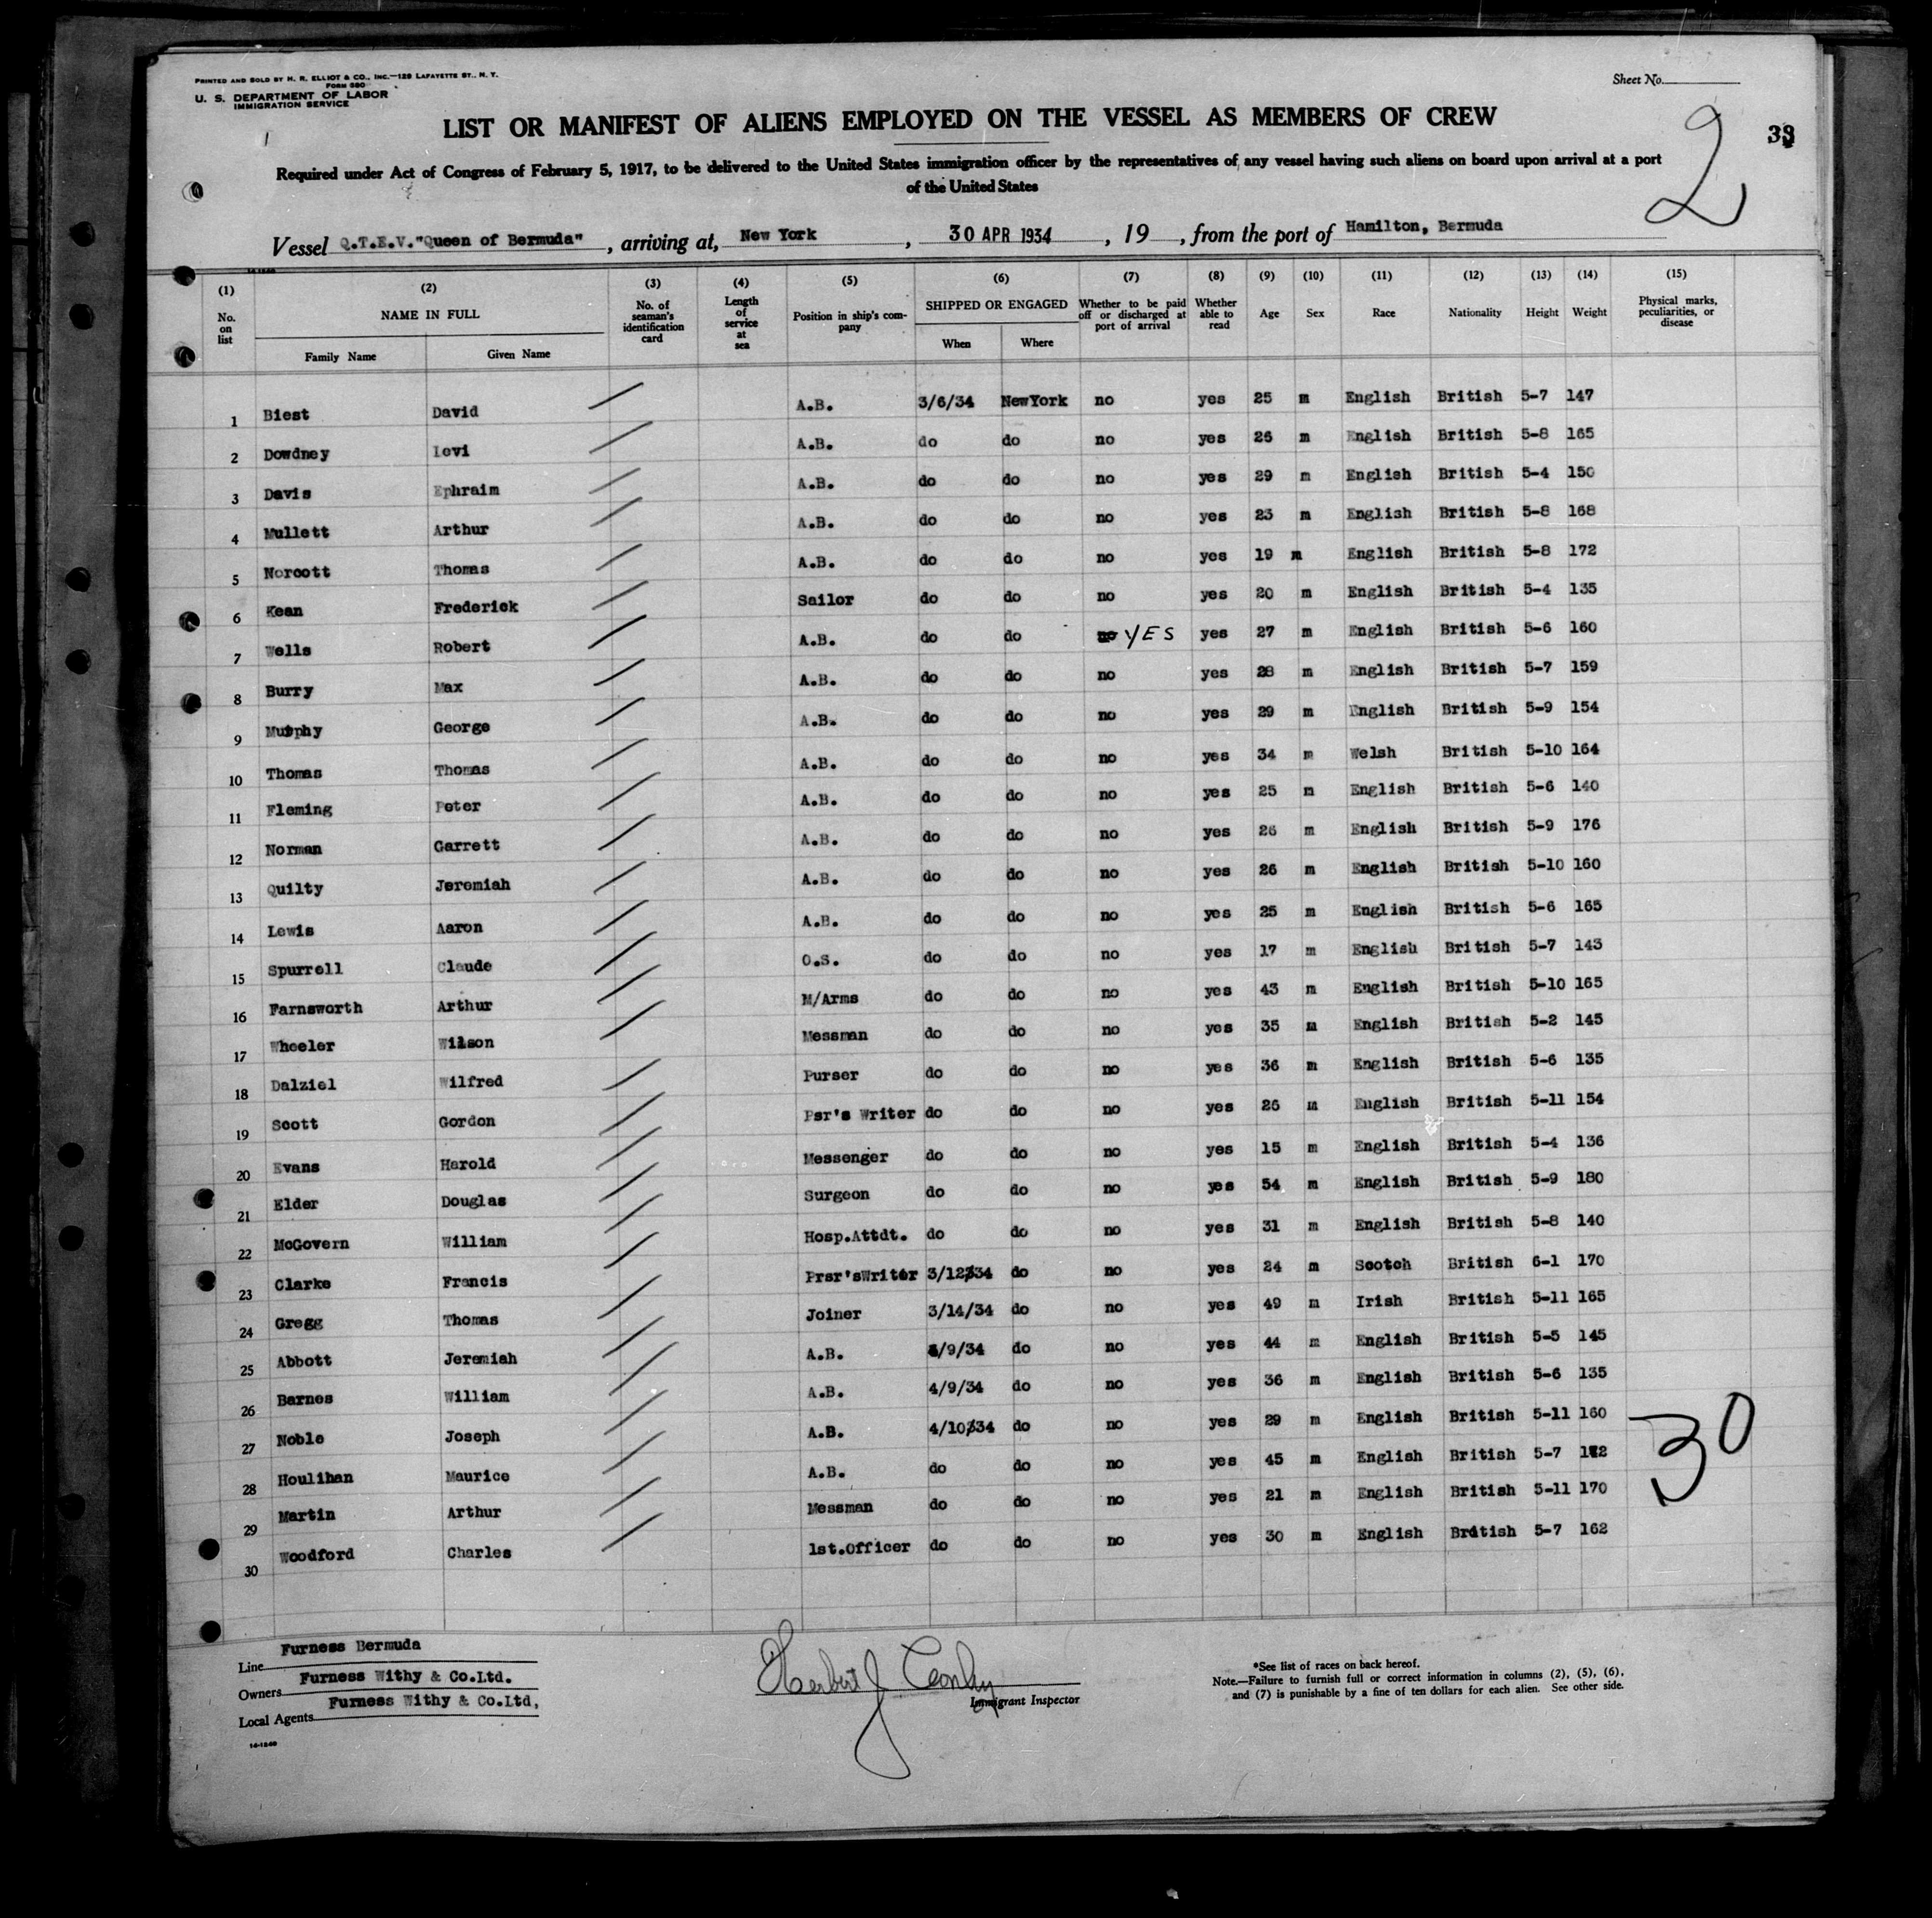 PRINTED AND SOLD BY H. R. ELLIOT & CO., INC.—129 LAFAYETTE ST., N. Y.
FORM 380
U. S. DEPARTMENT OF LABOR
IMMIGRATION SERVICE
Sheet No.
LIST OR MANIFEST OF ALIENS EMPLOYED ON THE VESSEL AS MEMBERS OF CREW
2
Required under Act of Congress of February 5, 1917, to be delivered to the United States immigration officer by the representatives of any vessel having such aliens on board upon arrival at a port
of the United States
Vessel Q.T.E.V."Queen of Bermuda", arriving at, New York, 30 APR 1934, 19, from the port of Hamilton, Bermuda
(1) (2) (3) (4) (5) (6) (7) (8) (9) (10) (11) (12) (13) (14) (15)
No. on list NAME IN FULL Family Name Given Name No. of seaman's identification card Length of service at sea Position in ship's company SHIPPED OR ENGAGED When Where Whether to be paid off or discharged at port of arrival Whether able to read Age Sex Race Nationality Height Weight Physical marks, peculiarities, or disease
1 Biest David A.B. 3/6/34 NewYork no yes 25 m English British 5-7 147
2 Dowdney Levi A.B. do do no yes 26 m English British 5-8 165
3 Davis Ephraim A.B. do do no yes 29 m English British 5-4 150
4 Mullett Arthur A.B. do do no yes 23 m English British 5-8 168
5 Norcott Thomas A.B. do do no yes 19 m English British 5-8 172
6 Kean Frederick Sailor do do no yes 20 m English British 5-4 135
7 Wells Robert A.B. do do no YES yes 27 m English British 5-6 160
8 Burry Max A.B. do do no yes 28 m English British 5-7 159
9 Murphy George A.B. do do no yes 29 m English British 5-9 154
10 Thomas Thomas A.B. do do no yes 34 m Welsh British 5-10 164
11 Fleming Peter A.B. do do no yes 25 m English British 5-6 140
12 Norman Garrett A.B. do do no yes 26 m English British 5-9 176
13 Quilty Jeremiah A.B. do do no yes 26 m English British 5-10 160
14 Lewis Aaron A.B. do do no yes 25 m English British 5-6 165
15 Spurrell Claude O.S. do do no yes 17 m English British 5-7 143
16 Farnsworth Arthur M/Arms do do no yes 43 m English British 5-10 165
17 Wheeler Wilson Messman do do no yes 35 m English British 5-2 145
18 Dalziel Wilfred Purser do do no yes 36 m English British 5-6 135
19 Scott Gordon Psr's Writer do do no yes 26 m English British 5-11 154
20 Evans Harold Messenger do do no yes 15 m English British 5-4 136
21 Elder Douglas Surgeon do do no yes 54 m English British 5-9 180
22 McGovern William Hosp.Attdt. do do no yes 31 m English British 5-8 140
23 Clarke Francis Prsr'sWriter 3/12/34 do no yes 24 m Scotch British 6-1 170
24 Gregg Thomas Joiner 3/14/34 do no yes 49 m Irish British 5-11 165
25 Abbott Jeremiah A.B. 4/9/34 do no yes 44 m English British 5-5 145
26 Barnes William A.B. 4/9/34 do no yes 36 m English British 5-6 135
27 Noble Joseph A.B. 4/10/34 do no yes 29 m English British 5-11 160
28 Houlihan Maurice A.B. do do no yes 45 m English British 5-7
29 Martin Arthur Messman do do no yes 21 m English British 5-11 170
30 Woodford Charles 1st.Officer do do no yes 30 m English British 5-7 162
30
Line Furness Bermuda
Owners Furness Withy & Co.Ltd.
Local Agents Furness Withy & Co.Ltd,
14-1240
Herbert J Conley
Immigrant Inspector
*See list of races on back hereof.
Note.—Failure to furnish full or correct information in columns (2), (5), (6),
and (7) is punishable by a fine of ten dollars for each alien. See other side.